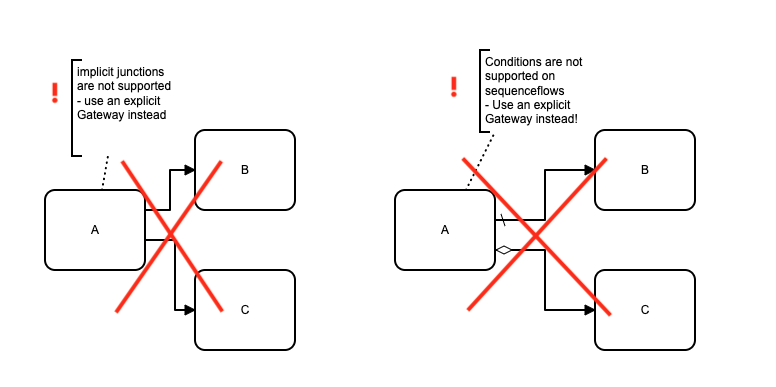 !
implicit junctions
are not supported
- use an explicit
Gateway instead
B
A
C
!
Conditions are not
supported on
sequenceflows
- Use an explicit
Gateway instead!
B
A
C